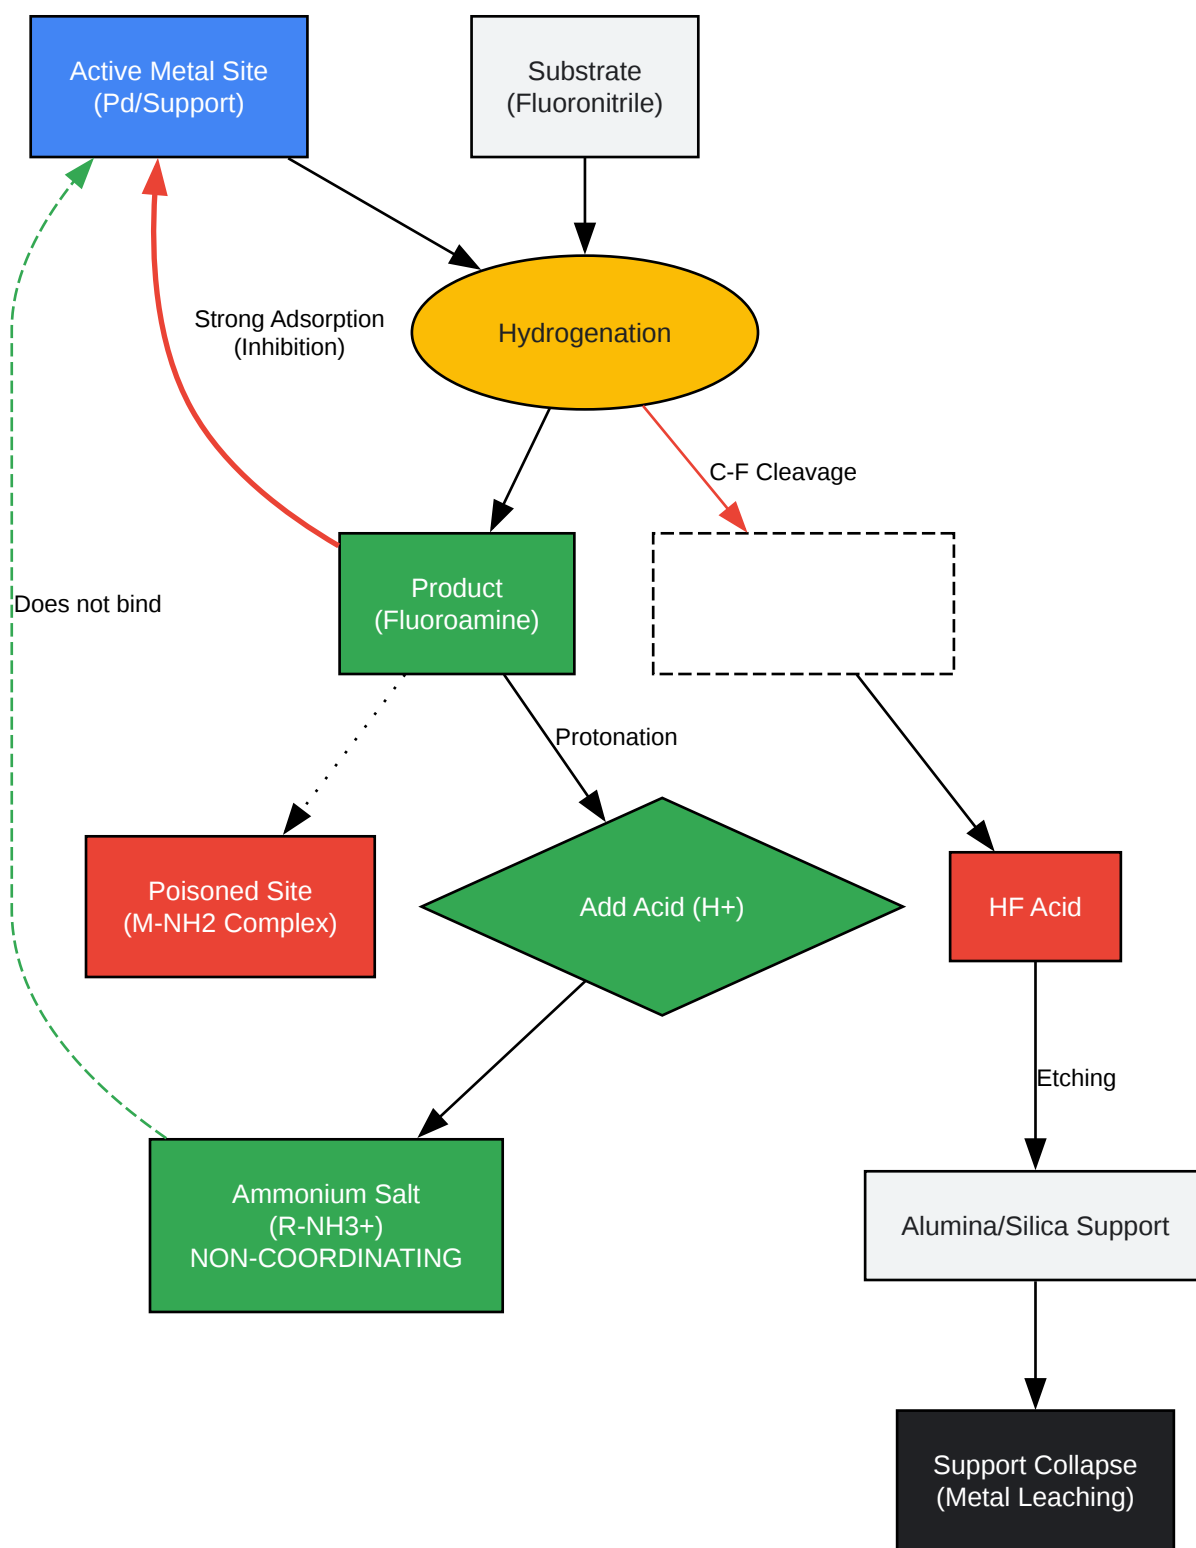 Active Metal Site
(Pd/Support)
Substrate
(Fluoronitrile)
Strong Adsorption
(Inhibition)
Hydrogenation
C-F Cleavage
Does not bind
Product
(Fluoroamine)
Protonation
Poisoned Site
(M-NH2 Complex)
Add Acid (H+)
HF Acid
Etching
Ammonium Salt
(R-NH3+)
NON-COORDINATING
Alumina/Silica Support
Support Collapse
(Metal Leaching)